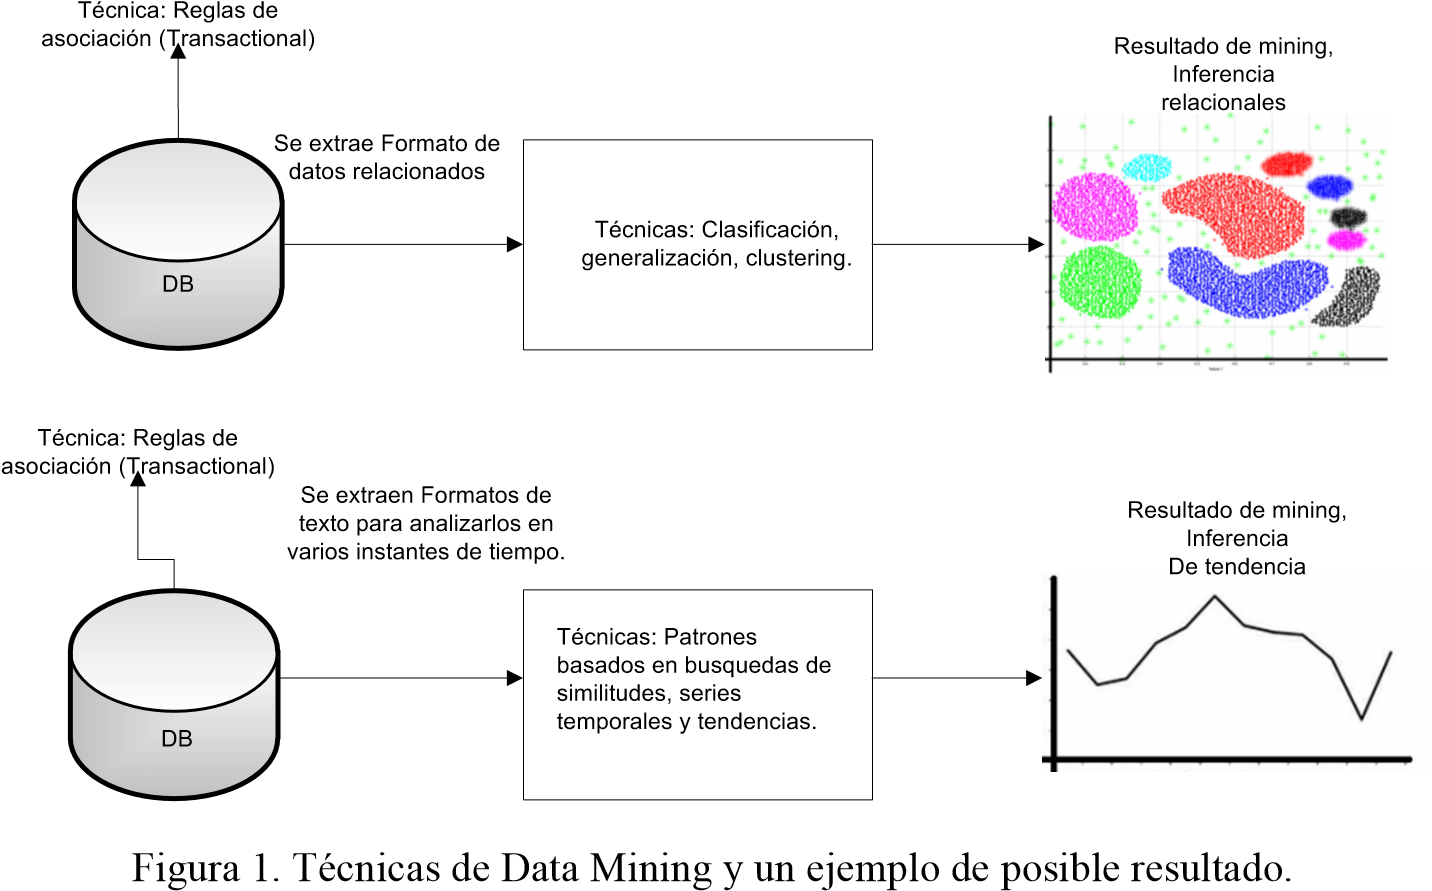 Técnica: Reglas de
asociación (Transactional)
Se extrae Formato de
datos relacionados
DB
Técnicas: Clasificación,
generalización, clustering.
Resultado de mining,
Inferencia
relacionales
Técnica: Reglas de
asociación (Transactional)
Se extraen Formatos de
texto para analizarlos en
varios instantes de tiempo.
DB
Técnicas: Patrones
basados en busquedas de
similitudes, series
temporales y tendencias.
Resultado de mining,
Inferencia
De tendencia
Figura 1. Técnicas de Data Mining y un ejemplo de posible resultado.